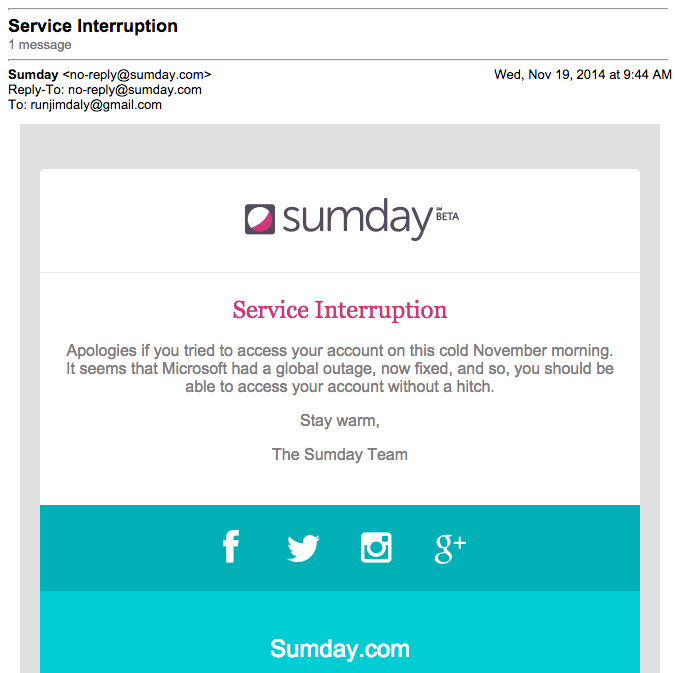 Service Interruption
1 message
Sumday <no-reply@sumday.com> Wed, Nov 19, 2014 at 9:44 AM
Reply-To: no-reply@sumday.com
To: runjimdaly@gmail.com
sumday℠ BETA
Service Interruption
Apologies if you tried to access your account on this cold November morning.
It seems that Microsoft had a global outage, now fixed, and so, you should be
able to access your account without a hitch.
Stay warm,
The Sumday Team
f g+
Sumday.com